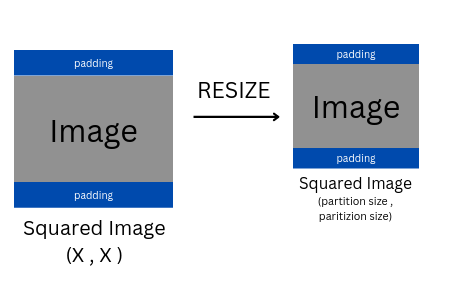 padding
Image
padding
Squared Image
(X , X )
RESIZE
padding
Image
padding
Squared Image
(partition size ,
paritizion size)